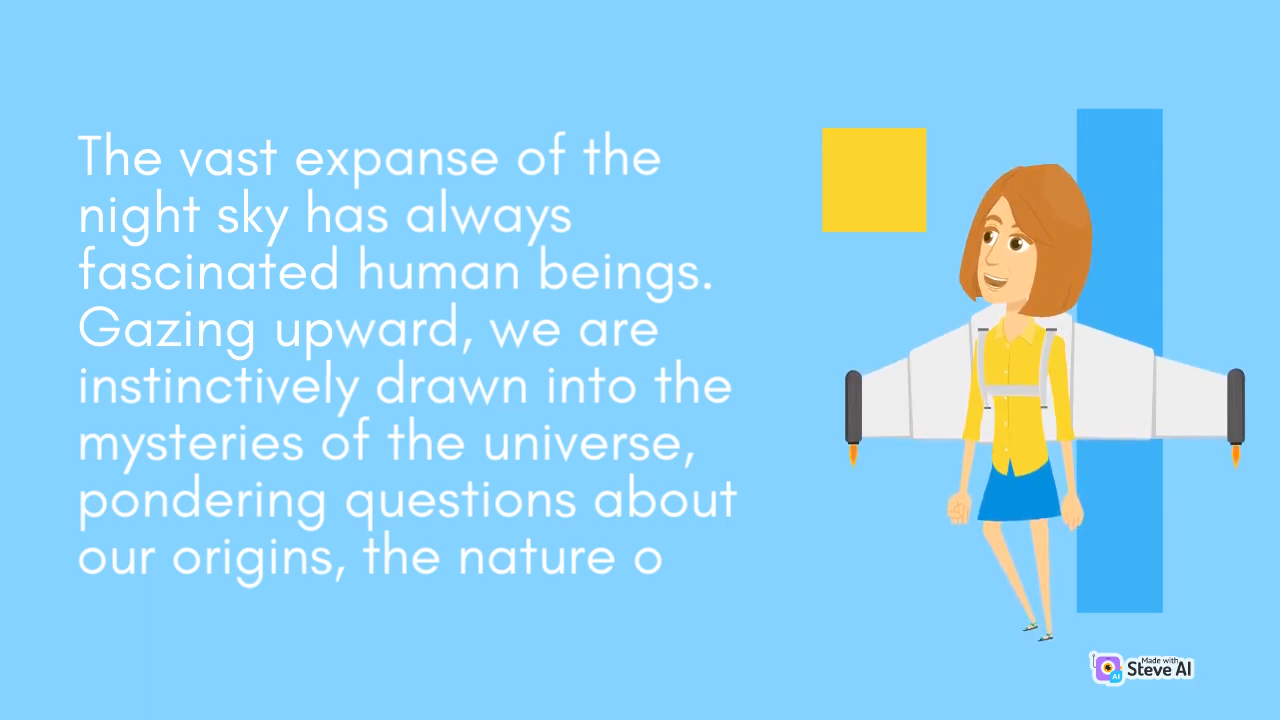 The vast expanse of the
night sky has always
fascinated human beings.
Gazing upward, we are
instinctively drawn into the
mysteries of the universe,
pondering questions about
our origins, the nature o
Made with
Steve AI
AI